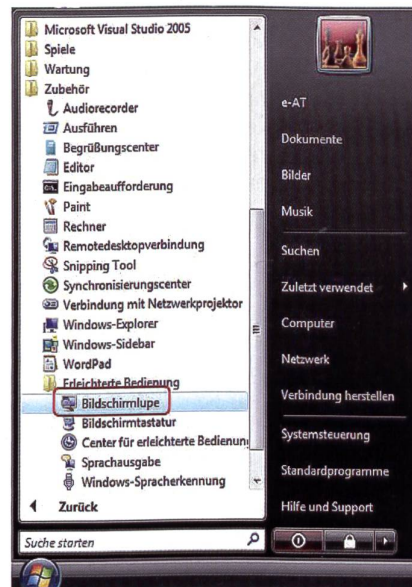 Microsoft Visual Studio 2005
Spiele
Wartung
Zubehör
Audiorecorder
Ausführen
Begrüßungscenter
Editor
Eingabeaufforderung
Paint
Rechner
Remotedesktopverbindung
Snipping Tool
Synchronisierungscenter
Verbindung mit Netzwerkprojektor
Windows-Explorer
Windows-Sidebar
WordPad
Erleichterte Bedienung
Bildschirmlupe
Bildschirmtastatur
Center für erleichterte Bedienun
Sprachausgabe
Windows-Spracherkennung
Zurück
Suche starten
e-AT
Dokumente
Bilder
Musik
Suchen
Zuletzt verwendet
Computer
Netzwerk
Verbindung herstellen
Systemsteuerung
Standardprogramme
Hilfe und Support